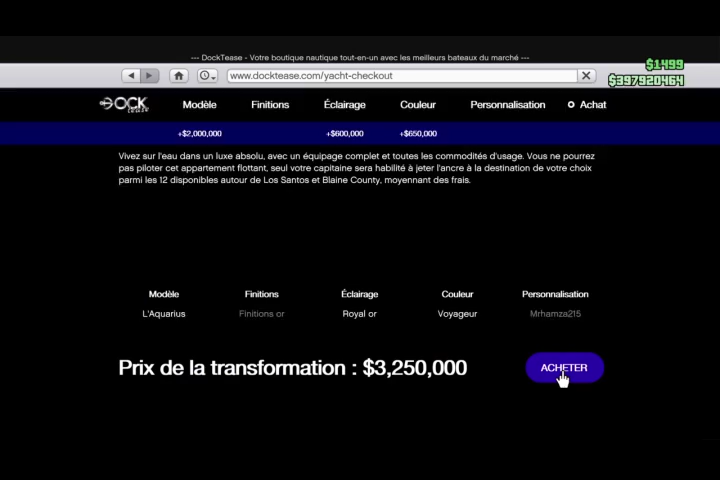 --- DockTease - Votre boutique nautique tout-en-un avec les meilleurs bateaux du marché ---
$1499
www.docktease.com/yacht-checkout
$397920464
DOCK Modèle Finitions Éclairage Couleur Personnalisation Achat
+$2,000,000 +$600,000 +$650,000
Vivez sur l'eau dans un luxe absolu, avec un équipage complet et toutes les commodités d'usage. Vous ne pourrez
pas piloter cet appartement flottant, seul votre capitaine sera habilité à jeter l'ancre à la destination de votre choix
parmi les 12 disponibles autour de Los Santos et Blaine County, moyennant des frais.
Modèle Finitions Éclairage Couleur Personnalisation
L'Aquarius Finitions or Royal or Voyageur Mrhamza215
Prix de la transformation : $3,250,000 ACHETER